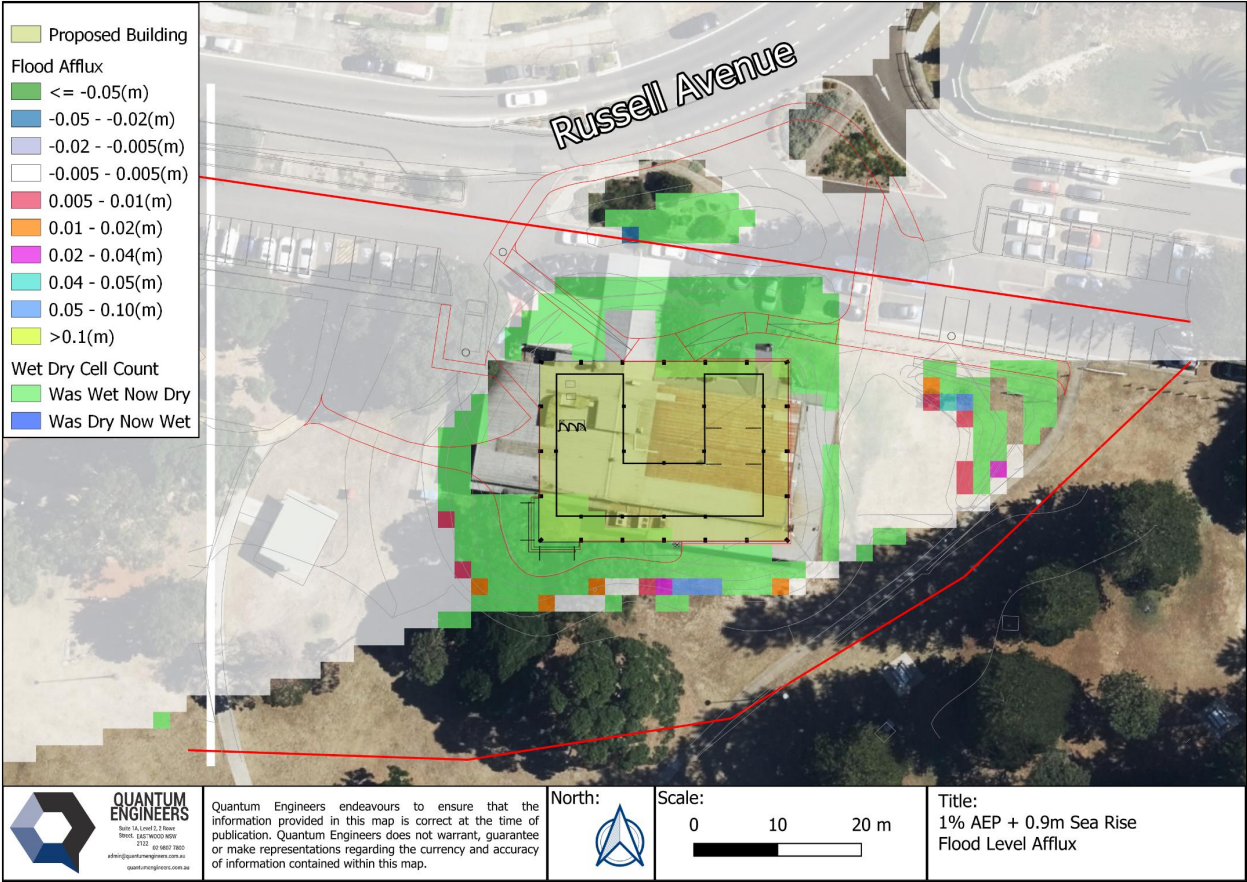 Proposed Building
Flood Afflux
<= -0.05(m)
-0.05 - -0.02(m)
-0.02 - -0.005(m)
-0.005 - 0.005(m)
0.005 - 0.01(m)
0.01 - 0.02(m)
0.02 - 0.04(m)
0.04 - 0.05(m)
0.05 - 0.10(m)
>0.1(m)
Wet Dry Cell Count
Was Wet Now Dry
Was Dry Now Wet
Russell Avenue
QUANTUM
ENGINEERS
Suite 1A, Level 2, 2 Rowe
Street, EASTWOOD NSW
2122
02 9807 7800
admin@quantumengineers.com.au
quantumengineers.com.au
Quantum Engineers endeavours to ensure that the
information provided in this map is correct at the time of
publication. Quantum Engineers does not warrant, guarantee
or make representations regarding the currency and accuracy
of information contained within this map.
North:
Scale:
0 10 20 m
Title:
1% AEP + 0.9m Sea Rise
Flood Level Afflux